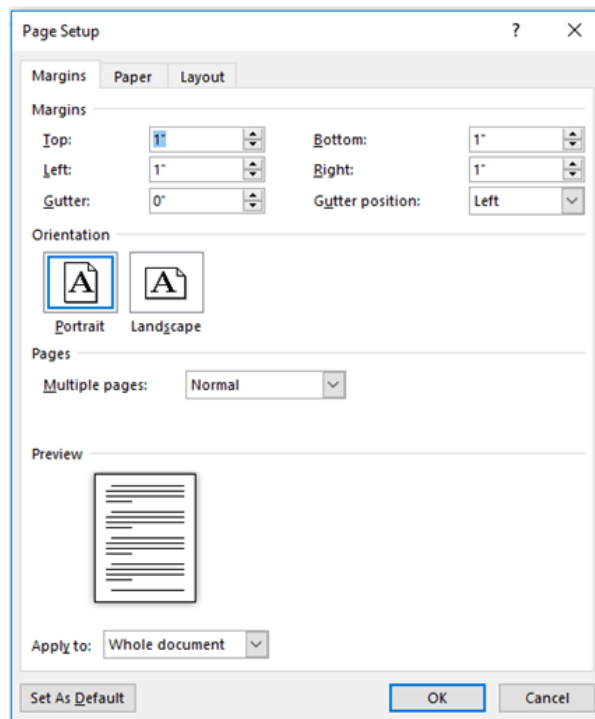 Page Setup ? ×
Margins Paper Layout
Margins
Top: 1" Bottom: 1"
Left: 1" Right: 1"
Gutter: 0" Gutter position: Left
Orientation
A A
Portrait Landscape
Pages
Multiple pages: Normal
Preview
Apply to: Whole document
Set As Default OK Cancel